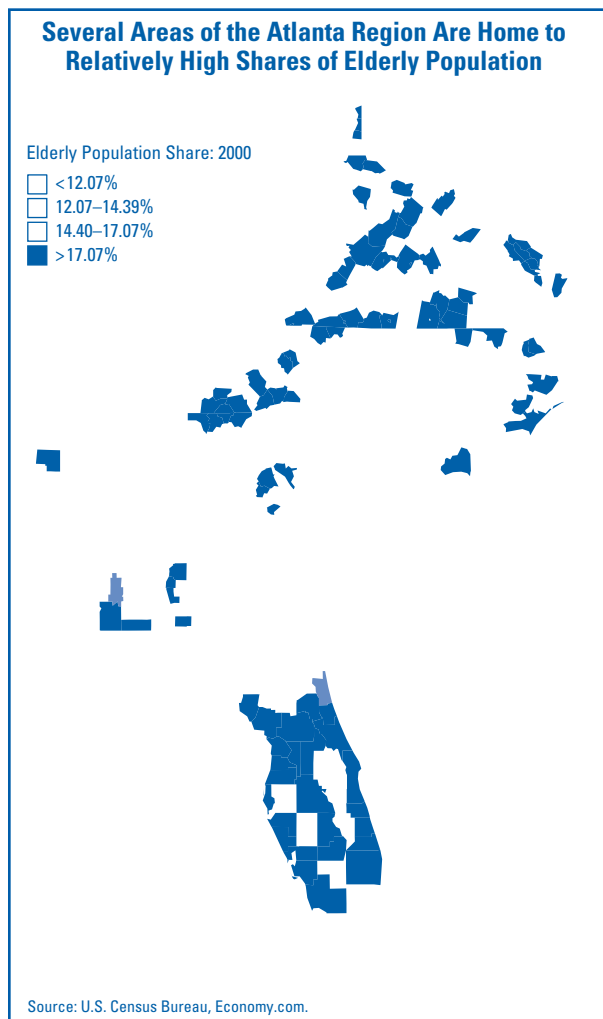 Several Areas of the Atlanta Region Are Home to
Relatively High Shares of Elderly Population
Elderly Population Share: 2000
<12.07%
12.07–14.39%
14.40–17.07%
>17.07%
Source: U.S. Census Bureau, Economy.com.